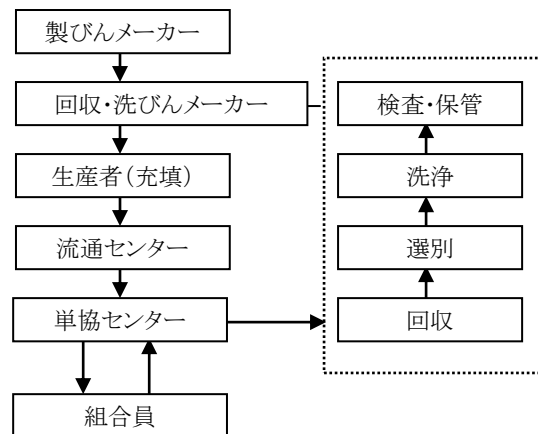 製びんメーカー
回収・洗びんメーカー
生産者（充填）
流通センター
単協センター
組合員
検査・保管
洗浄
選別
回収